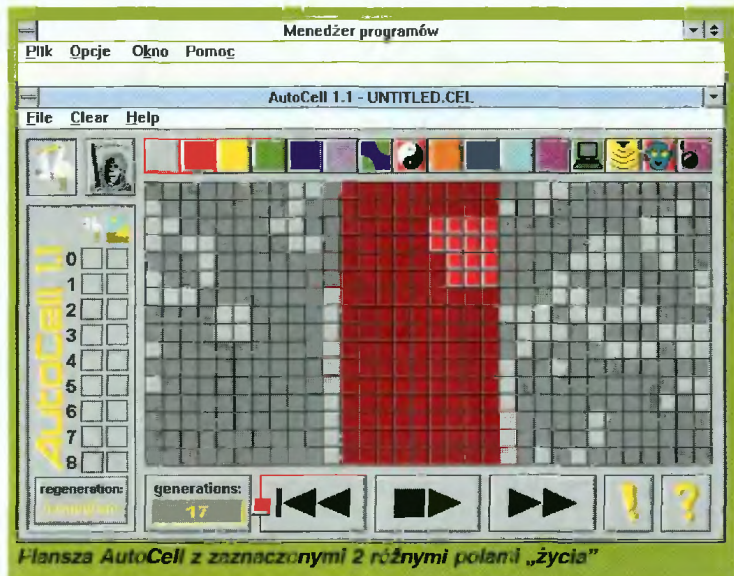 Menedżer programów
Plik Opcje Okno Pomoc
AutoCell 1.1 - UNTITLED.CEL
File Clear Help
AutoCell 1.1
0
1
2
3
4
5
6
7
8
regeneration:
generations:
17
! ?
Plansza AutoCell z zaznaczonymi 2 różnymi polami „życia”